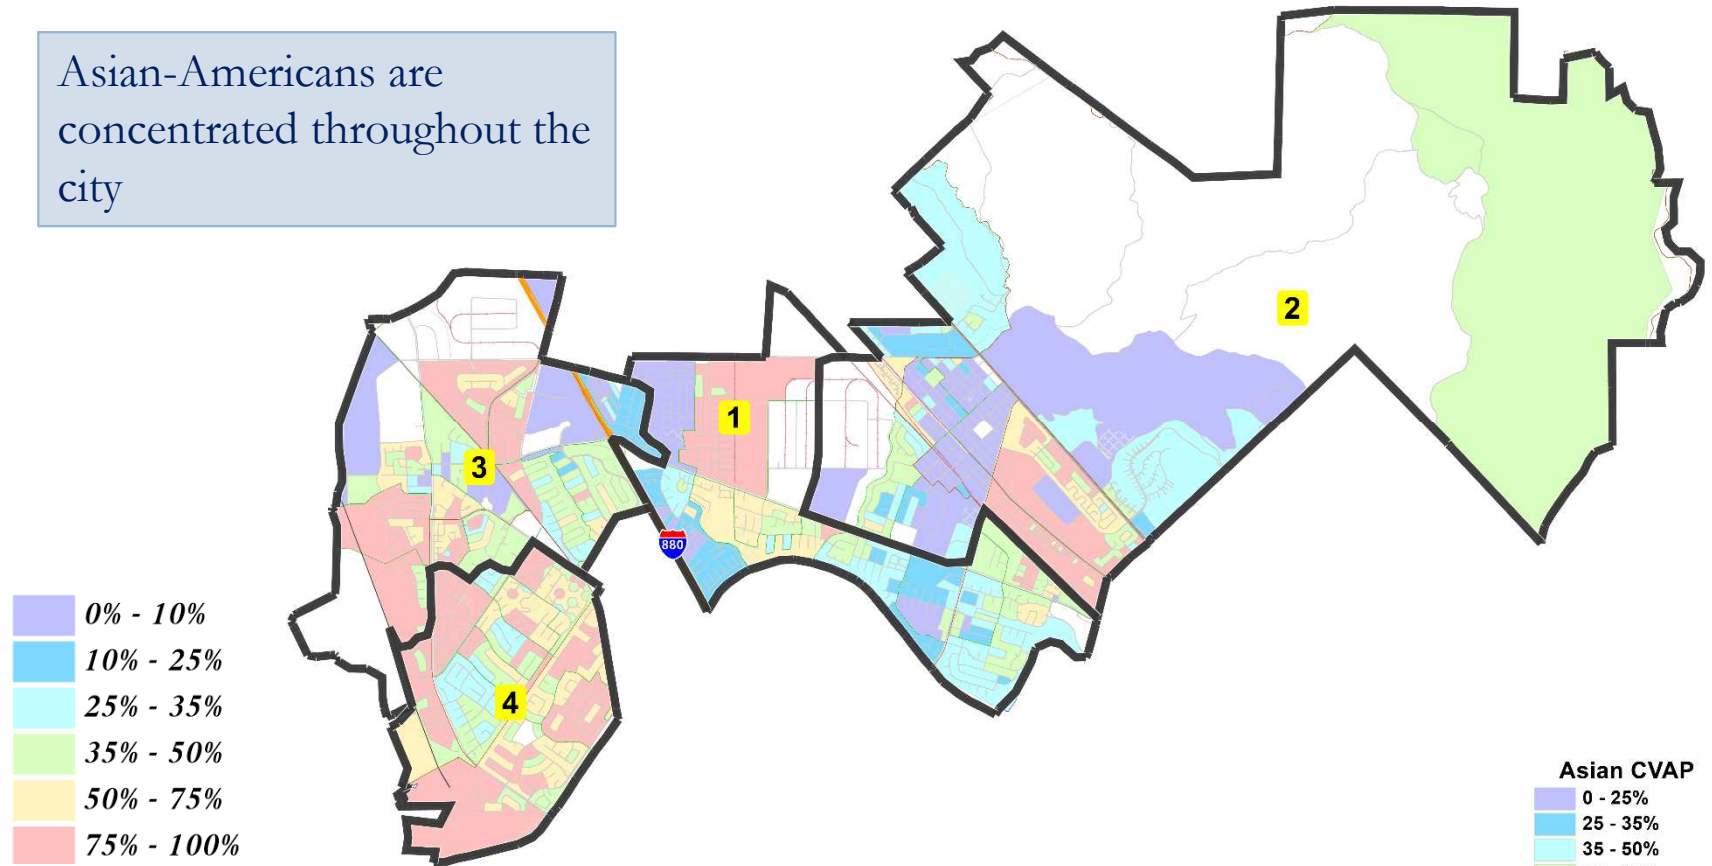 Asian-Americans are
concentrated throughout the
city
2
1
3
880
4
0% - 10%
10% - 25%
25% - 35%
35% - 50%
50% - 75%
75% - 100%
Asian CVAP
0 - 25%
25 - 35%
35 - 50%